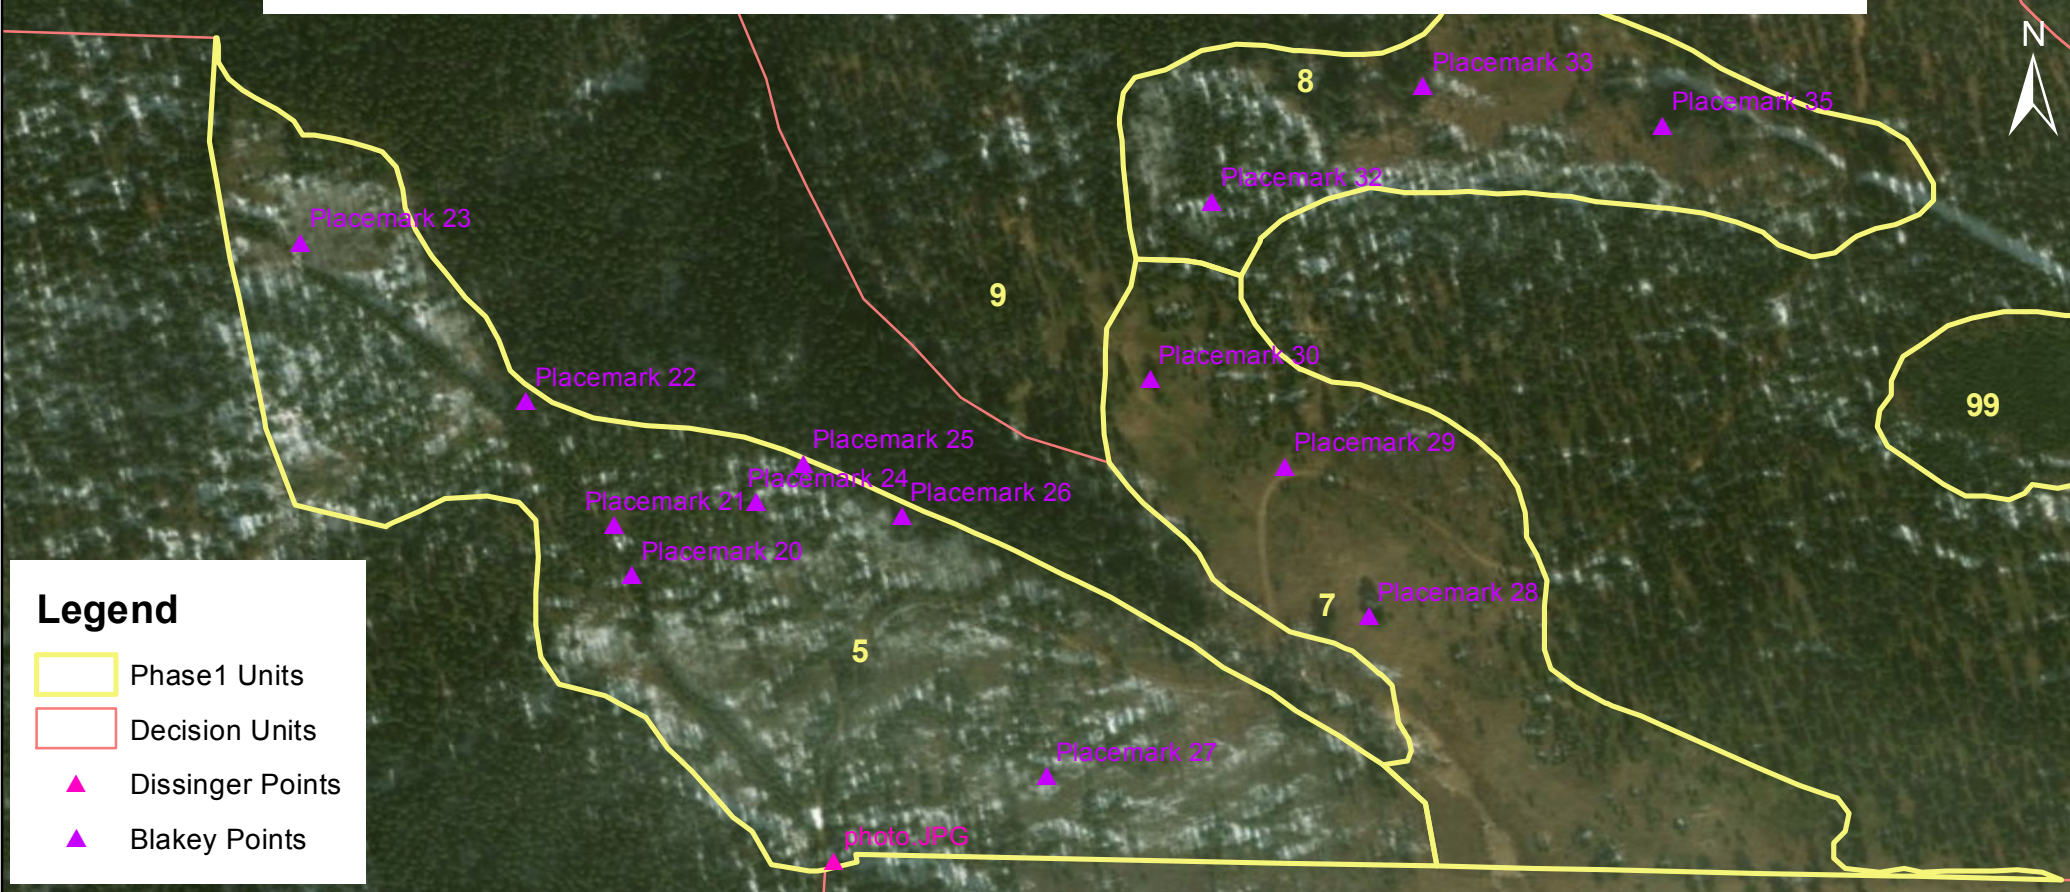 N
Placemark 33
8
Placemark 35
Placemark 32
Placemark 23
9
Placemark 30
Placemark 22
99
Placemark 25
Placemark 29
Placemark 24
Placemark 21
Placemark 26
Placemark 20
Placemark 28
7
5
Placemark 27
photo.JPG
Legend
Phase1 Units
Decision Units
Dissinger Points
Blakey Points